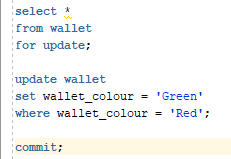 select *
from wallet
for update;
update wallet
set wallet_colour = 'Green'
where wallet_colour = 'Red';
commit;